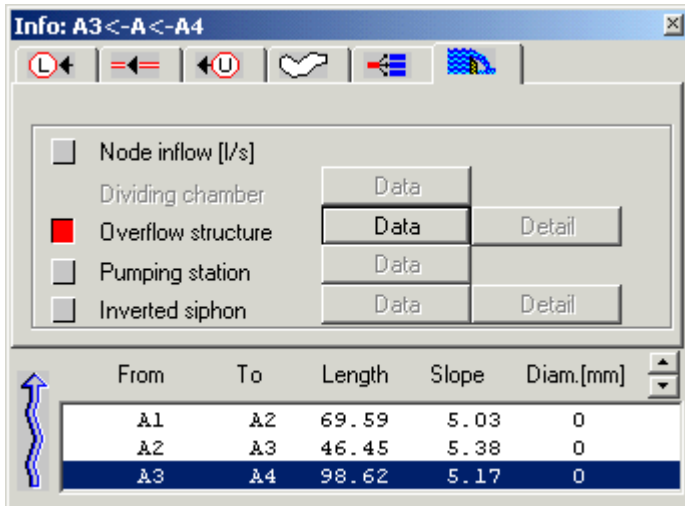 Info: A3<-A<-A4
L U
Node inflow [l/s]
Dividing chamber Data
Overflow structure Data Detail
Pumping station Data
Inverted siphon Data Detail
From To Length Slope Diam.[mm]
A1 A2 69.59 5.03 0
A2 A3 46.45 5.38 0
A3 A4 98.62 5.17 0